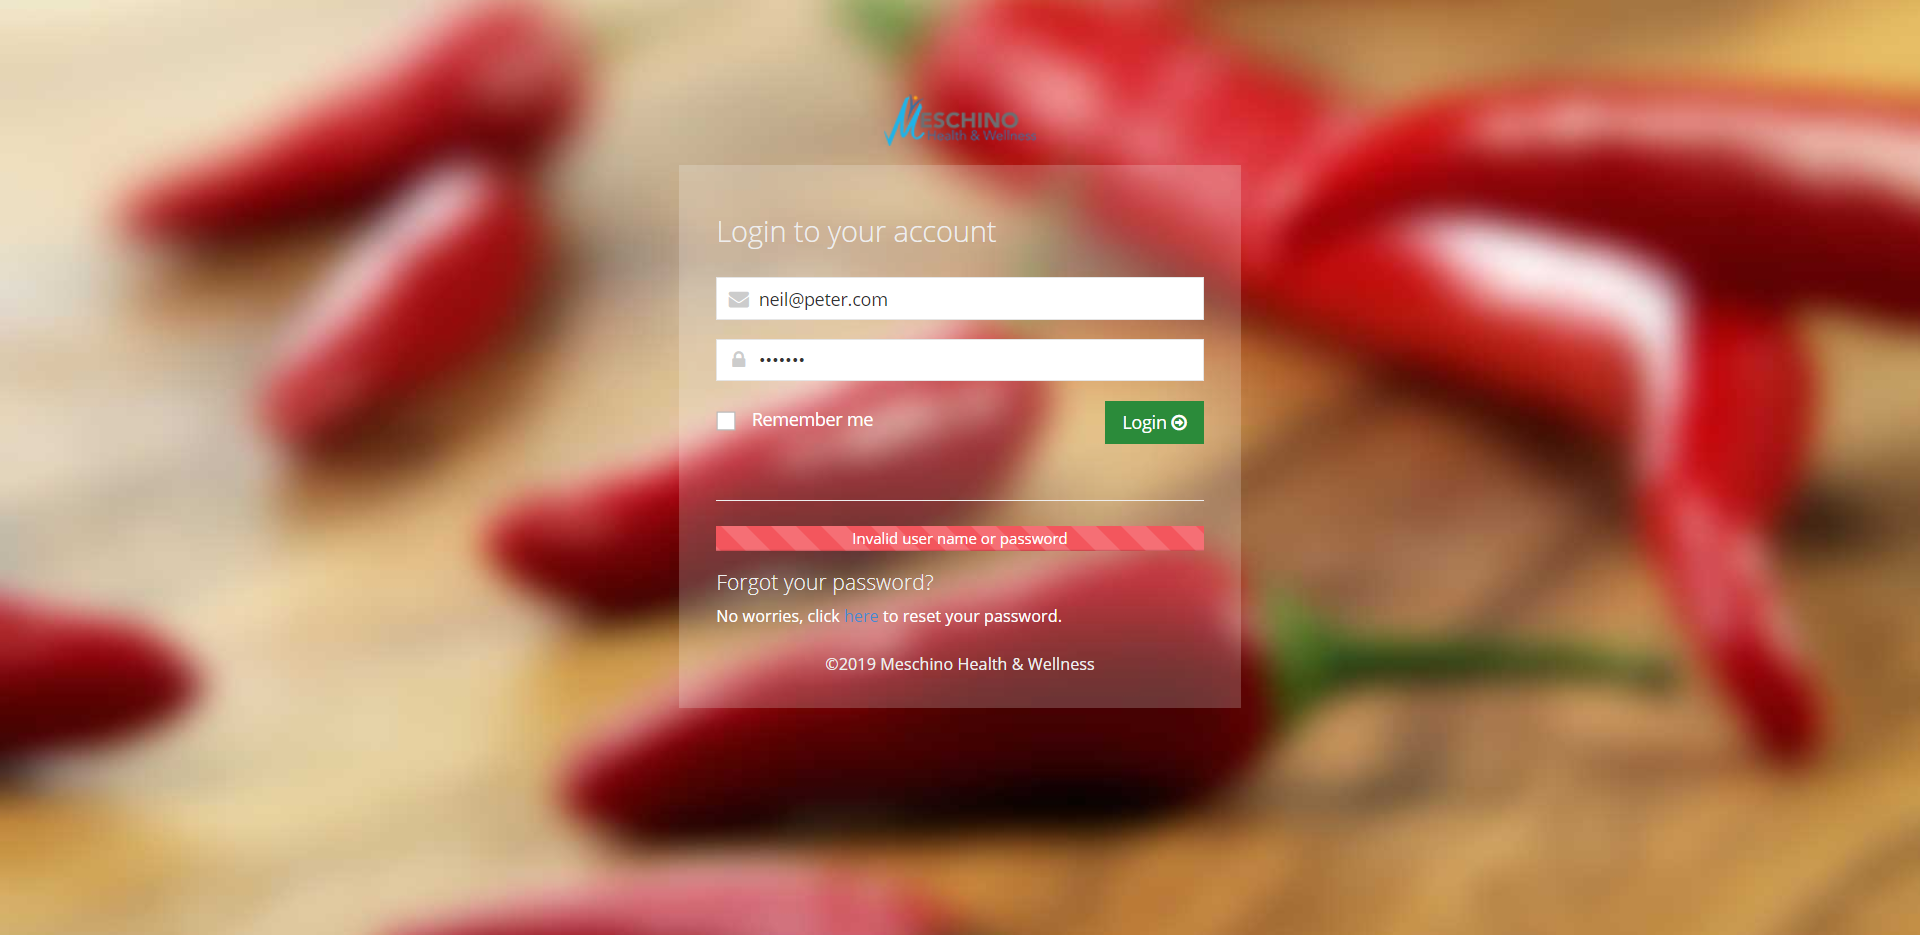 MESCHINO
Health & Wellness
Login to your account
neil@peter.com
•••••••
Remember me
Login
Invalid user name or password
Forgot your password?
No worries, click here to reset your password.
©2019 Meschino Health & Wellness